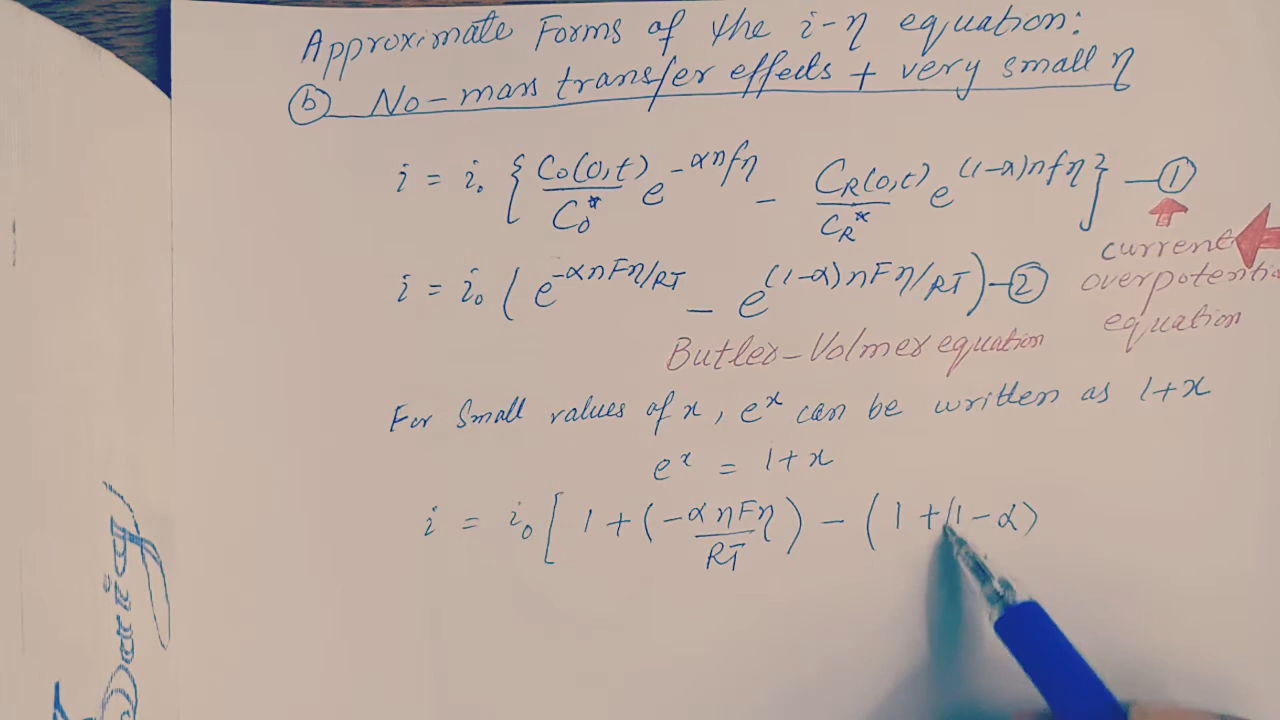 Approximate Forms of the i-η equation:
(b) No-mass transfer effects + very small η
i = i₀ { C₀(0,t)/C₀* e^-αnfη - C_R(0,t)/C_R* e^(1-α)nfη } —(1)
current
overpotenti
equation
i = i₀ ( e^-αnFη/RT - e^(1-α)nFη/RT )—(2)
Butler-Volmer equation
For Small values of x, e^x can be written as 1+x
e^x = 1+x
i = i₀ [ 1+(-αηFη/RT) - (1+(1-α)